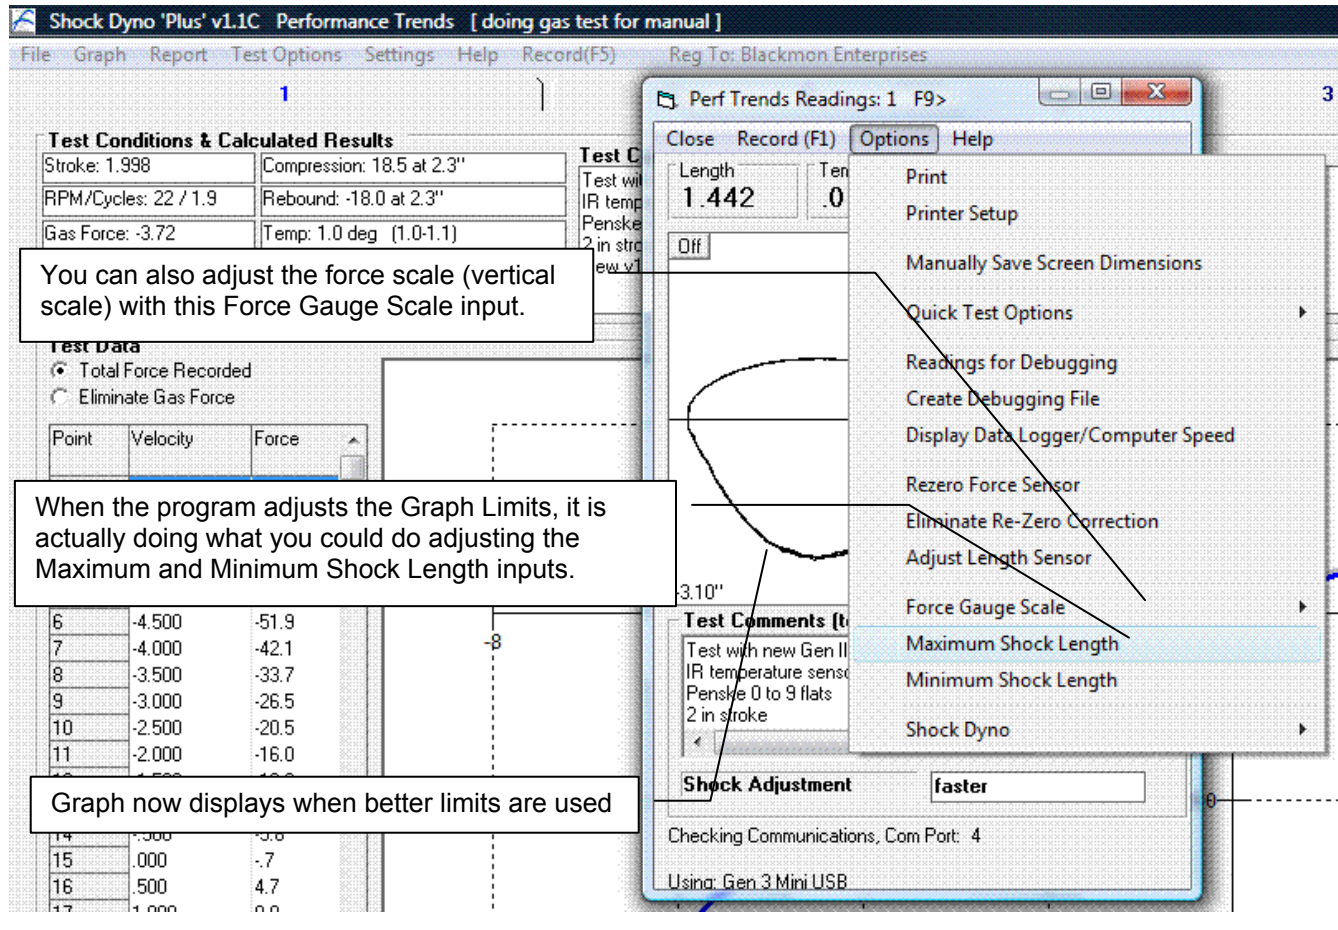 Shock Dyno 'Plus' v1.1C   Performance Trends   [ doing gas test for manual ]
File   Graph   Report   Test Options   Settings   Help   Record(F5)   Reg To: Blackmon Enterprises
1
3
Test Conditions & Calculated Results
Stroke: 1.998   Compression: 18.5 at 2.3"
RPM/Cycles: 22 / 1.9   Rebound: -18.0 at 2.3"
Gas Force: -3.72   Temp: 1.0 deg   (1.0-1.1)
Test C
Test wit
IR temp
Penske
2 in stro
You can also adjust the force scale (vertical
scale) with this Force Gauge Scale input.
Test Data
Total Force Recorded
Eliminate Gas Force
Point   Velocity   Force
When the program adjusts the Graph Limits, it is
actually doing what you could do adjusting the
Maximum and Minimum Shock Length inputs.
6   -4.500   -51.9
7   -4.000   -42.1
8   -3.500   -33.7
9   -3.000   -26.5
10   -2.500   -20.5
11   -2.000   -16.0
Graph now displays when better limits are used
15   .000   -.7
16   .500   4.7
-8
0
Perf Trends Readings: 1   F9>
Close   Record (F1)   Options   Help
Length   Tem
1.442   .0
Off
-3.10"
Test Comments (t
Test with new Gen II
IR temperature senso
Penske 0 to 9 flats
2 in stroke
Shock Adjustment   faster
Checking Communications, Com Port:  4
Using: Gen 3 Mini USB
Print
Printer Setup
Manually Save Screen Dimensions
Quick Test Options
Readings for Debugging
Create Debugging File
Display Data Logger/Computer Speed
Rezero Force Sensor
Eliminate Re-Zero Correction
Adjust Length Sensor
Force Gauge Scale
Maximum Shock Length
Minimum Shock Length
Shock Dyno